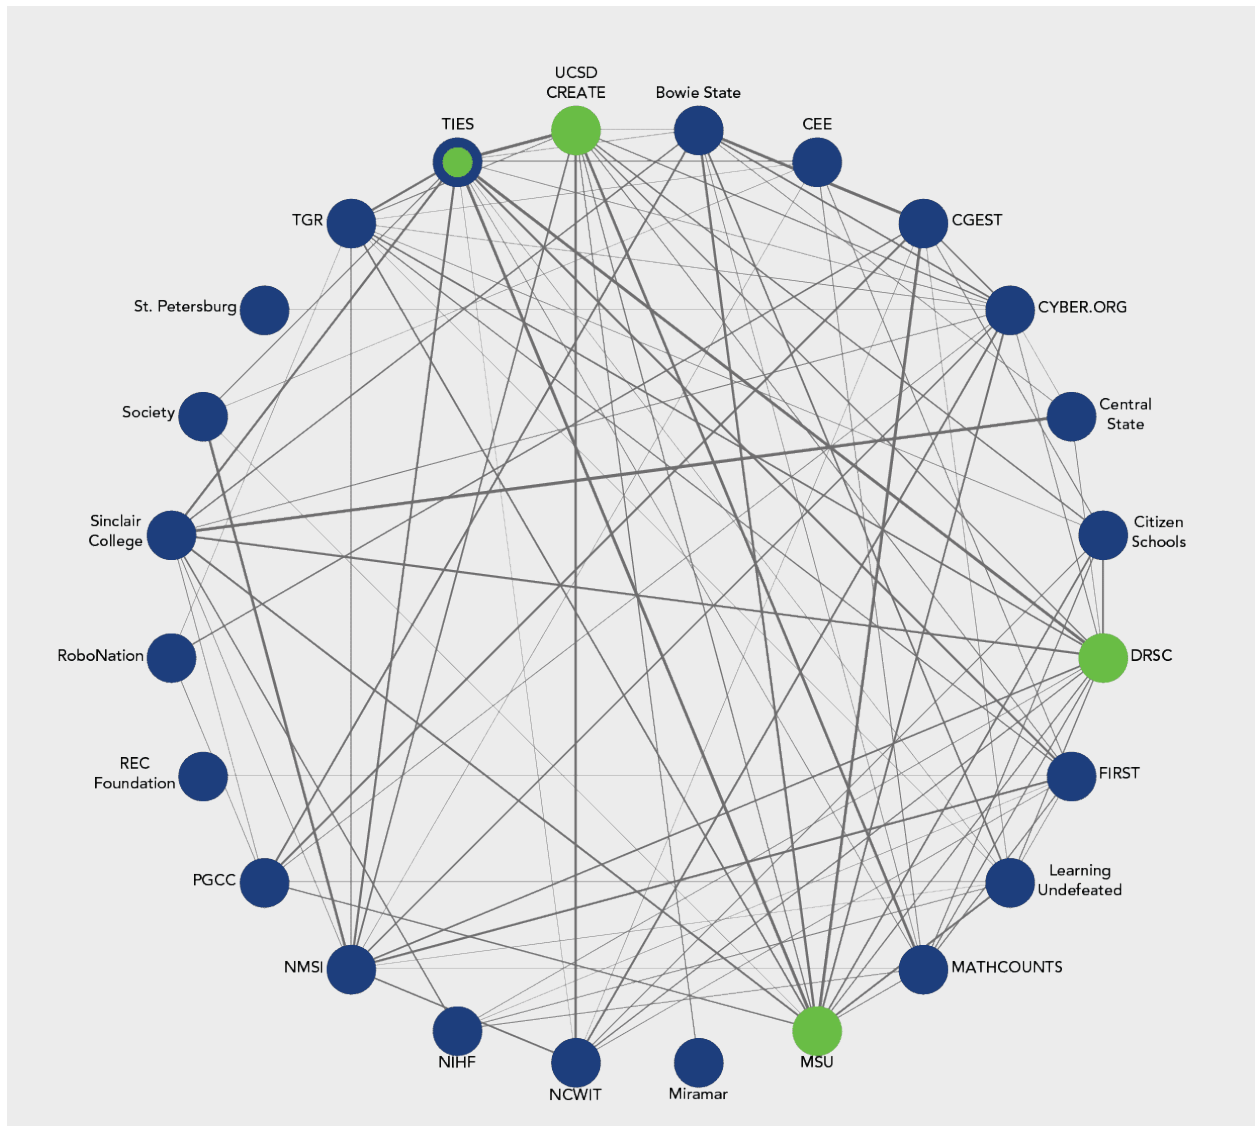 UCSD
CREATE
Bowie State
TIES
CEE
TGR
CGEST
St. Petersburg
CYBER.ORG
Society
Central
State
Sinclair
College
Citizen
Schools
RoboNation
DRSC
REC
Foundation
FIRST
PGCC
Learning
Undefeated
NMSI
MATHCOUNTS
NIHF
MSU
NCWIT
Miramar